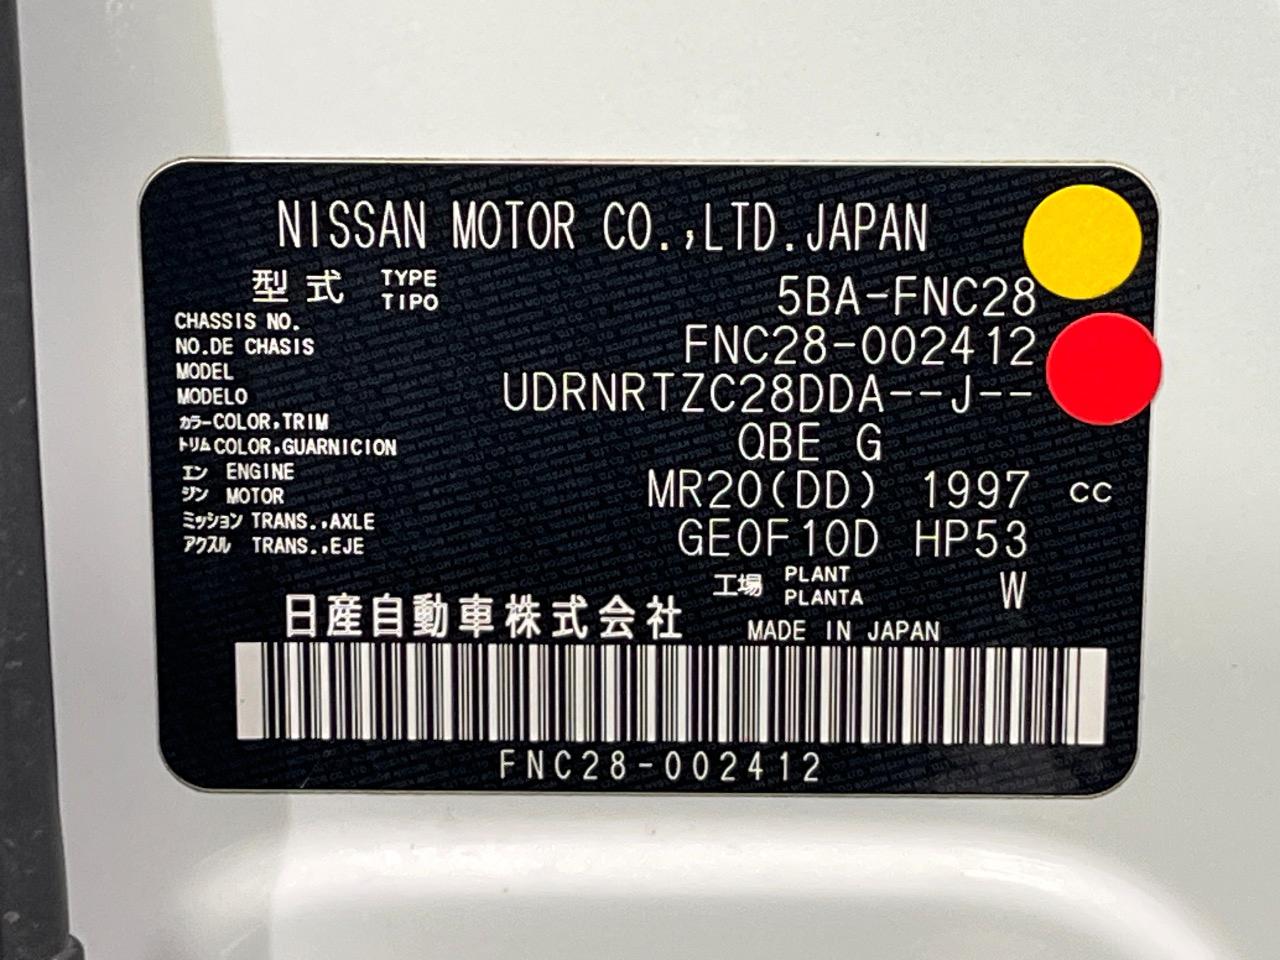 NISSAN MOTOR CO.,LTD.JAPAN
型式 TYPE TIPO 5BA-FNC28
CHASSIS NO. NO.DE CHASIS FNC28-002412
MODEL MODELO UDRNRTZC28DDA--J--
カラー COLOR,TRIM トリム COLOR,GUARNICION QBE G
エンジン ENGINE MOTOR MR20(DD) 1997 CC
ミッション TRANS.,AXLE アクスル TRANS.,EJE GE0F10D HP53
工場 PLANT PLANTA W
日産自動車株式会社 MADE IN JAPAN
FNC28-002412